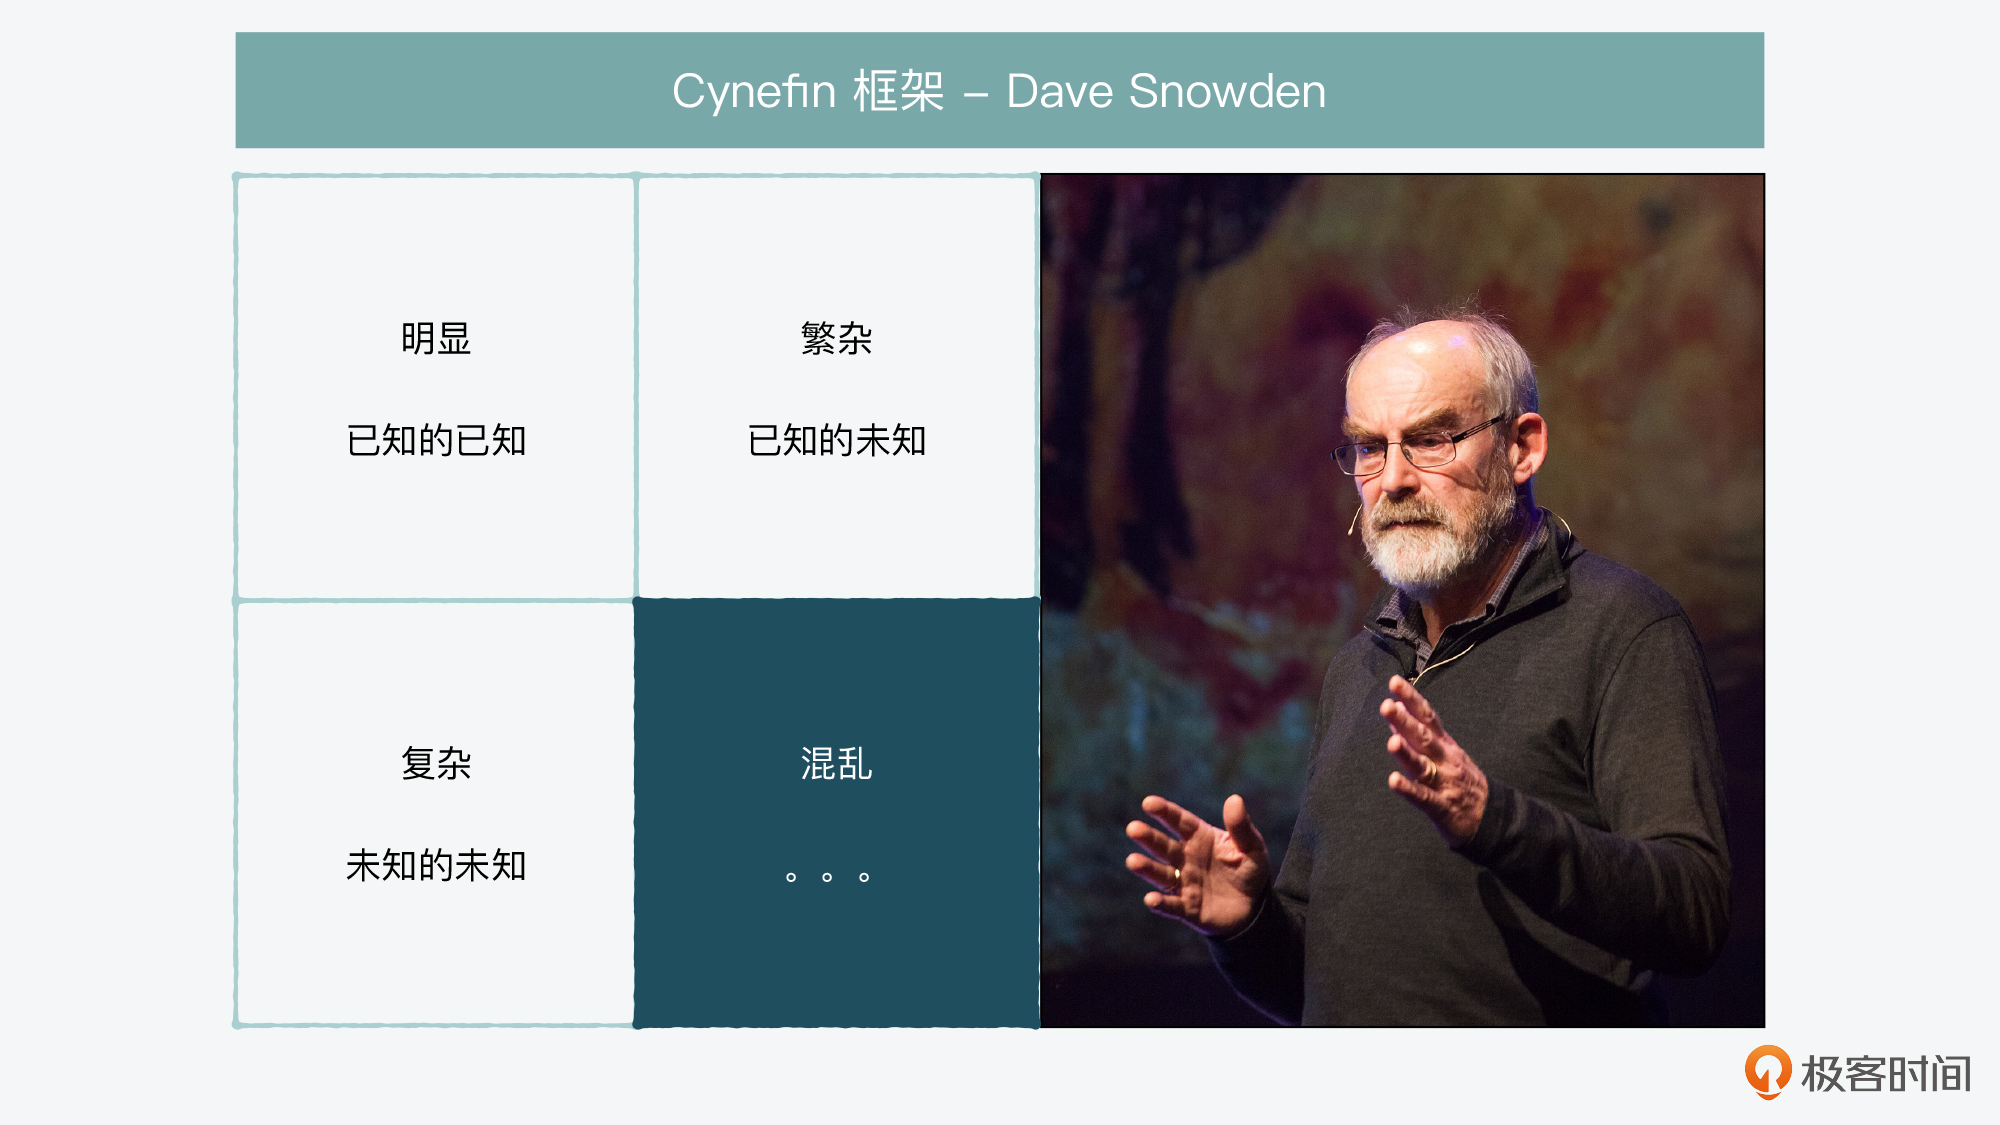 Cynefin 框架 – Dave Snowden
明显
已知的已知
繁杂
已知的未知
复杂
未知的未知
混乱
。。。
极客时间